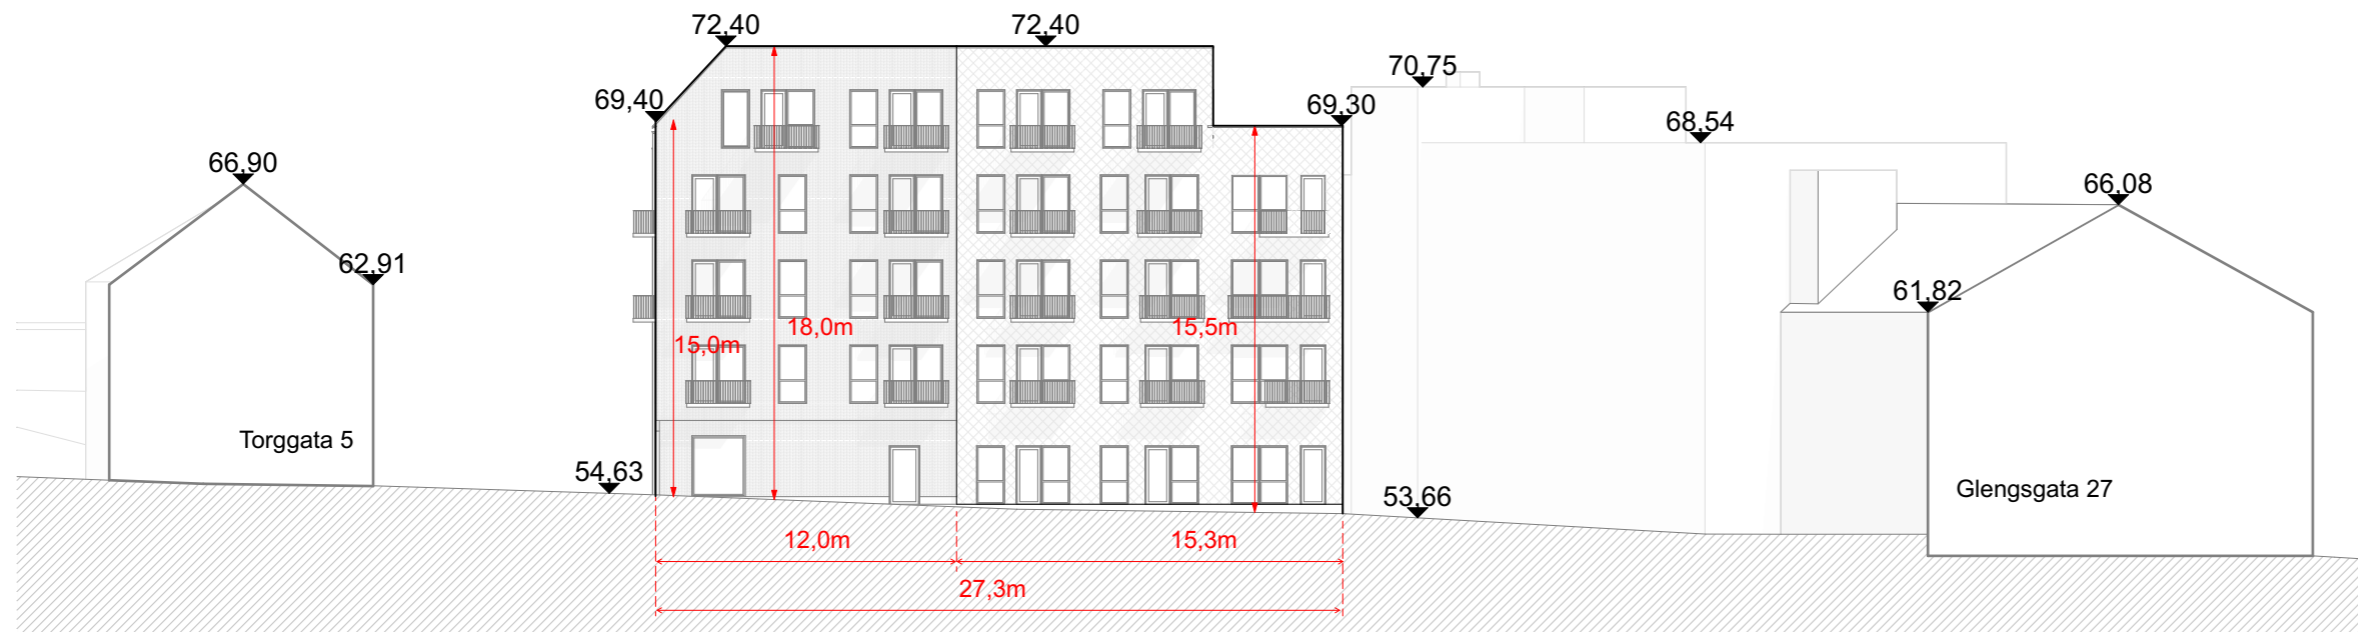 72,40
72,40
70,75
69,40
69,30
68,54
66,90
66,08
62,91
61,82
18,0m
15,5m
15,0m
Torggata 5
54,63
53,66
Glengsgata 27
12,0m
15,3m
27,3m